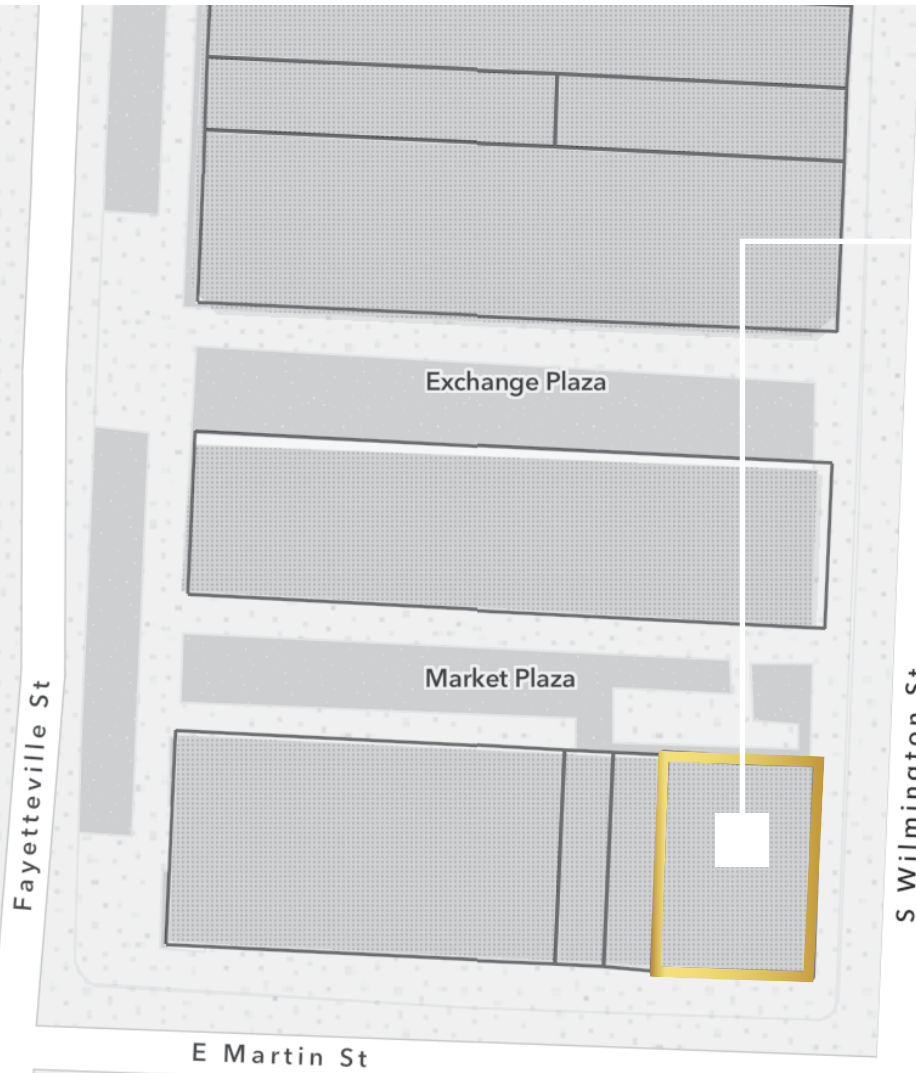 Exchange Plaza
Market Plaza
Fayetteville St
S Wilmington St
E Martin St